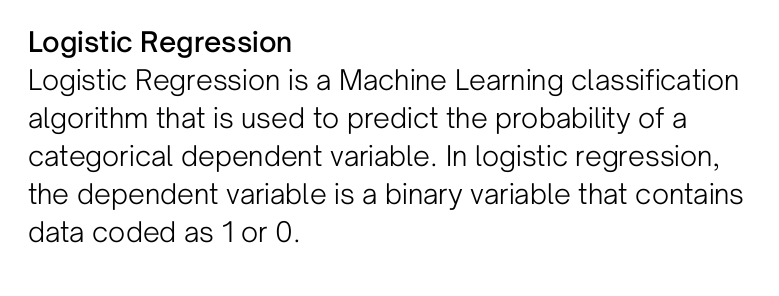 Logistic Regression
Logistic Regression is a Machine Learning classification
algorithm that is used to predict the probability of a
categorical dependent variable. In logistic regression,
the dependent variable is a binary variable that contains
data coded as 1 or 0.